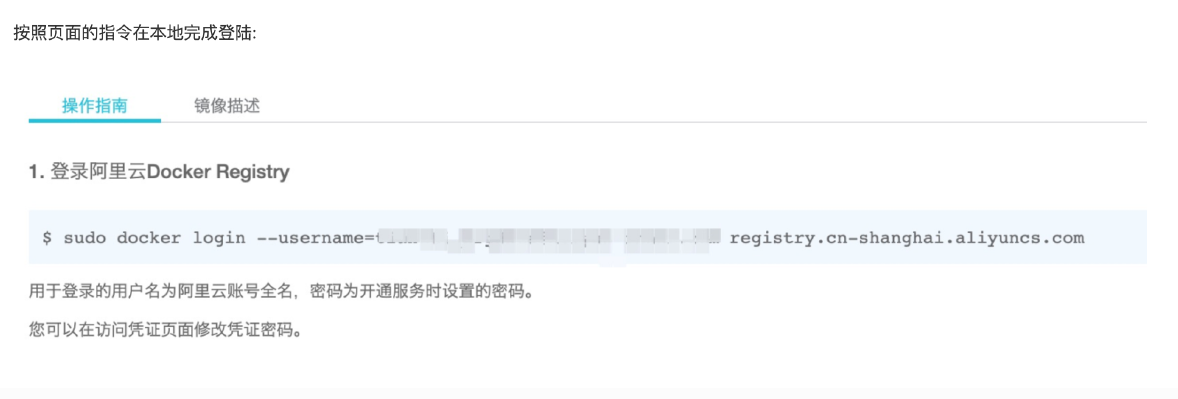 按照页面的指令在本地完成登陆:
操作指南 镜像描述
1. 登录阿里云Docker Registry
$ sudo docker login --username= registry.cn-shanghai.aliyuncs.com
用于登录的用户名为阿里云账号全名，密码为开通服务时设置的密码。
您可以在访问凭证页面修改凭证密码。